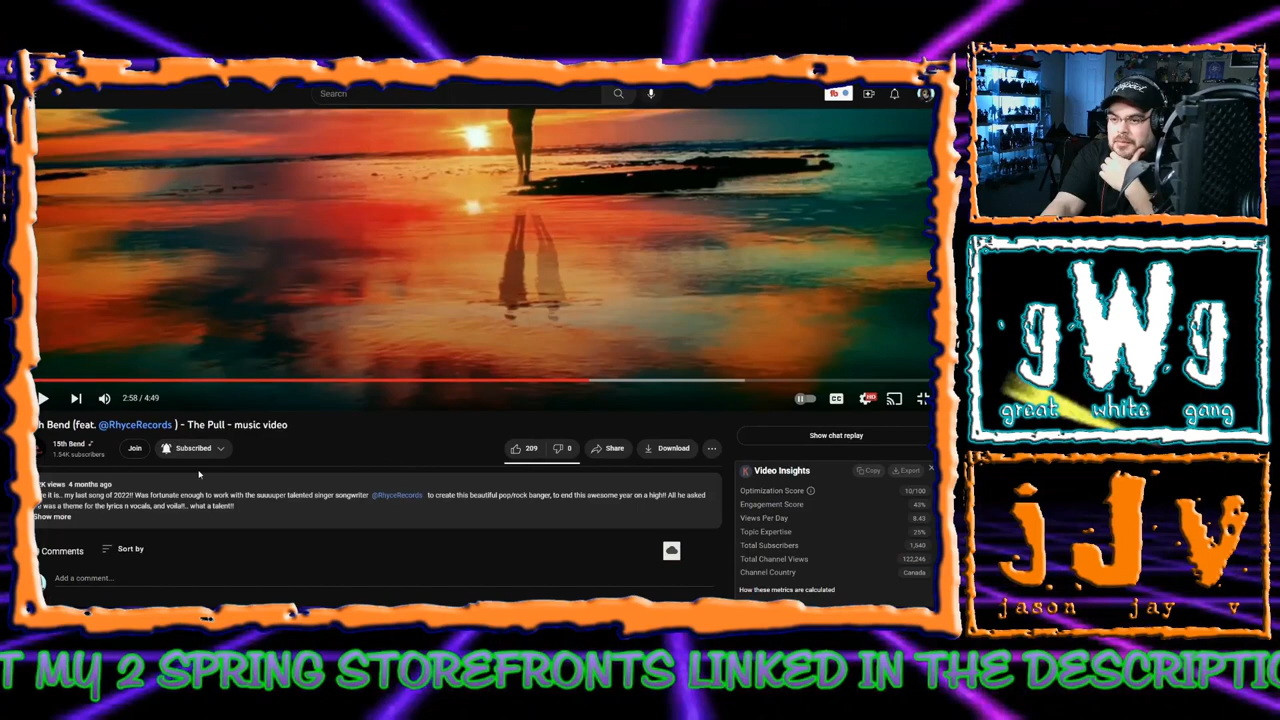 Search
2:58 / 4:49
CC
HD
h Bend (feat. @RhyceRecords ) - The Pull - music video
15th Bend
1.54K subscribers
Join
Subscribed
209
0
Share
Download
K views 4 months ago
e it is.. my last song of 2022!! Was fortunate enough to work with the suuuuper talented singer songwriter @RhyceRecords to create this beautiful pop/rock banger, to end this awesome year on a high!! All he asked
was a theme for the lyrics n vocals, and voila!!.. what a talent!!
Show more
Comments
Sort by
Add a comment...
Show chat replay
K Video Insights
Copy
Export
Optimization Score 10/100
Engagement Score 43%
Views Per Day 8.43
Topic Expertise 25%
Total Subscribers 1,540
Total Channel Views 122,246
Channel Country Canada
How these metrics are calculated
gWg
great white gang
jJv
jason jay v
T MY 2 SPRING STOREFRONTS LINKED IN THE DESCRIPTIO